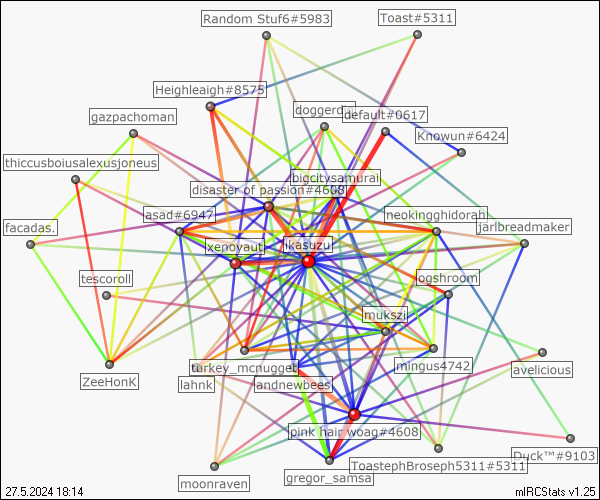 Random Stuf6#5983
Toast#5311
Heighleaigh#8575
doggerd
default#0617
gazpachoman
Knowun#6424
thiccusboiusalexusjoneus
bigcitysamurai
disaster of passion#4608
asad#6947
neokingghidorah
facadas.
jarlbreadmaker
xenoyaut
ikasuzu
tescoroll
ooshroom
mukszi
turkey_mcnugget
mingus4742
avelicious
ZeeHonK
lahnk
andnewbees
pink hair woag#4608
Duck™#9103
ToastephBroseph5311#5311
moonraven
gregor_samsa
27.5.2024 18:14
mIRCStats v1.25